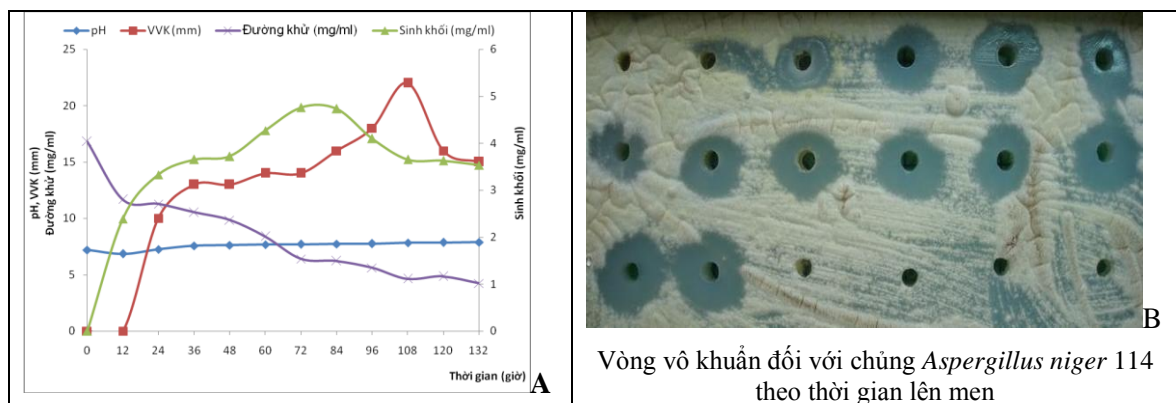 pH VVK (mm) Đường khử (mg/ml) Sinh khối (mg/ml)
25
20
15
10
5
0
pH, VVK (mm)
Đường khử (mg/ml)
6
5
4
3
2
1
0
Sinh khối (mg/ml)
0 12 24 36 48 60 72 84 96 108 120 132
Thời gian (giờ)
A
B
Vòng vô khuẩn đối với chủng Aspergillus niger 114
theo thời gian lên men